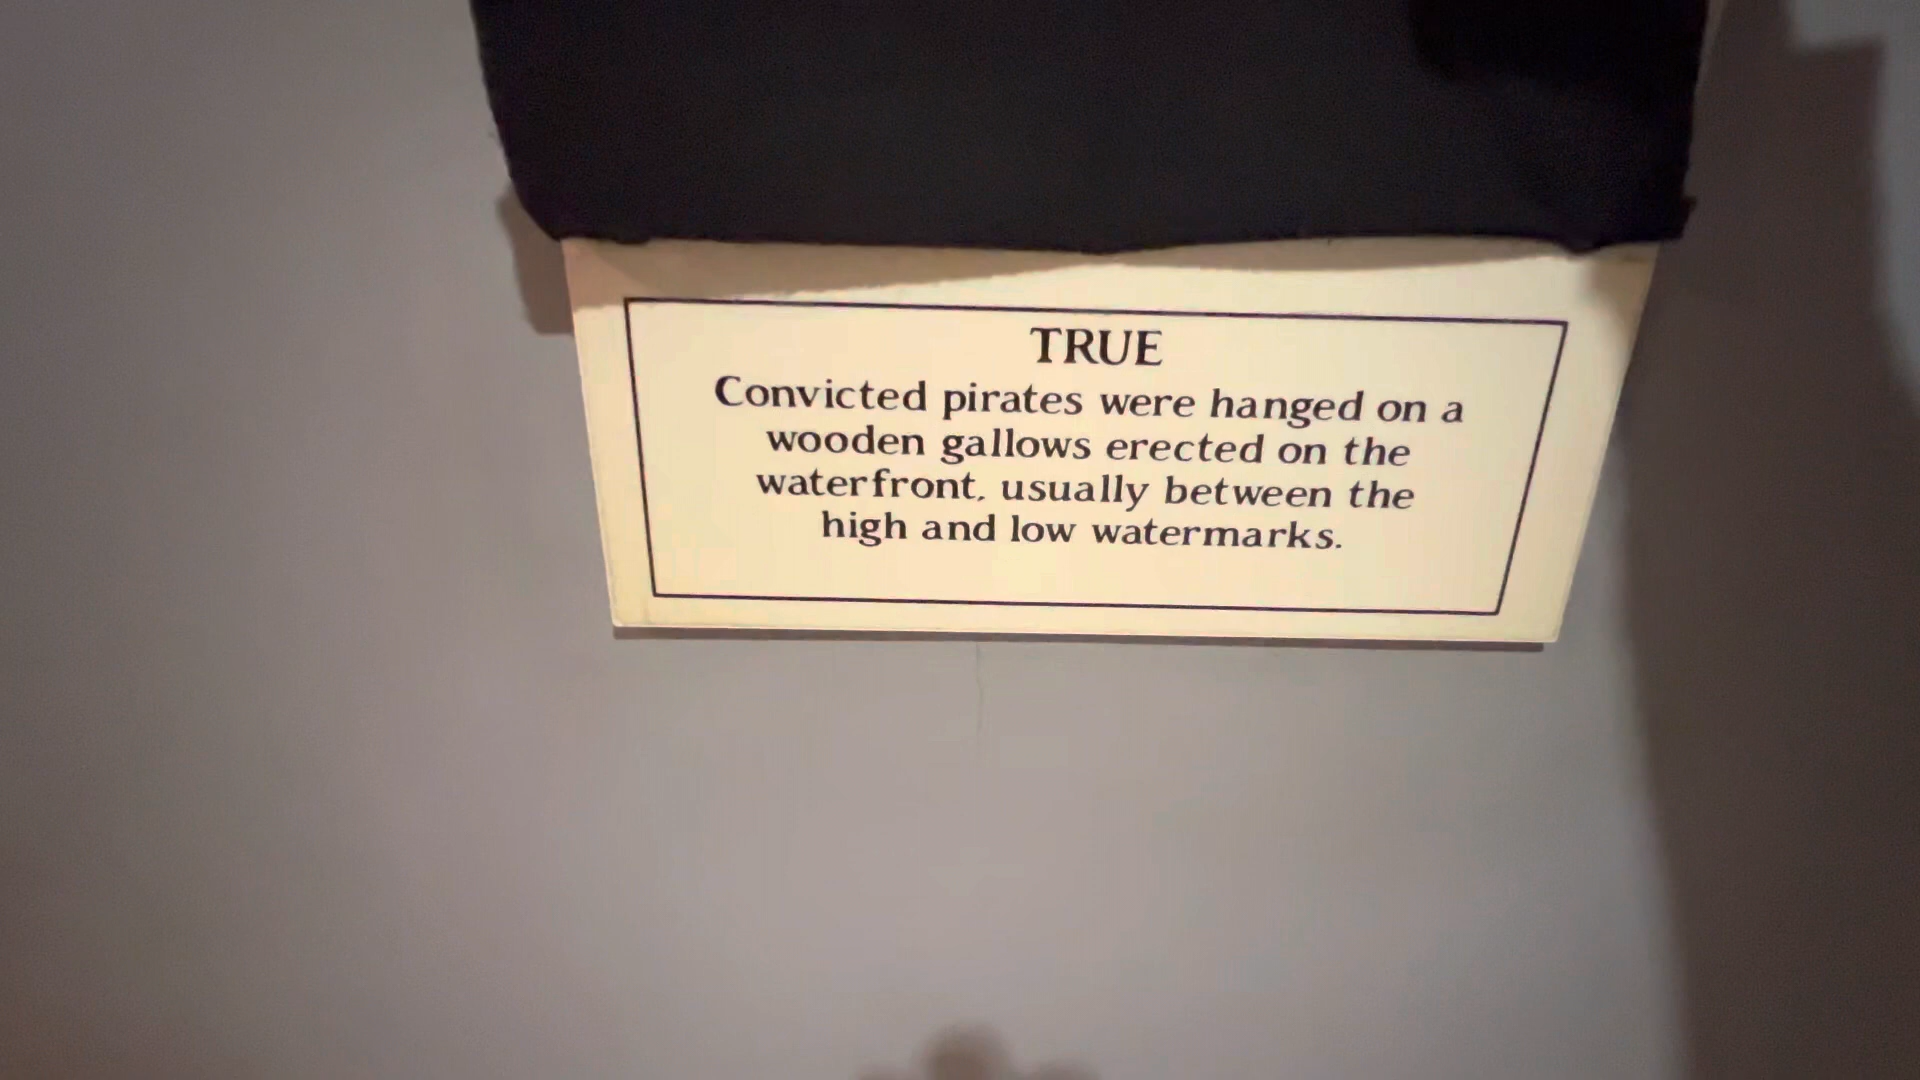 TRUE
Convicted pirates were hanged on a
wooden gallows erected on the
waterfront, usually between the
high and low watermarks.